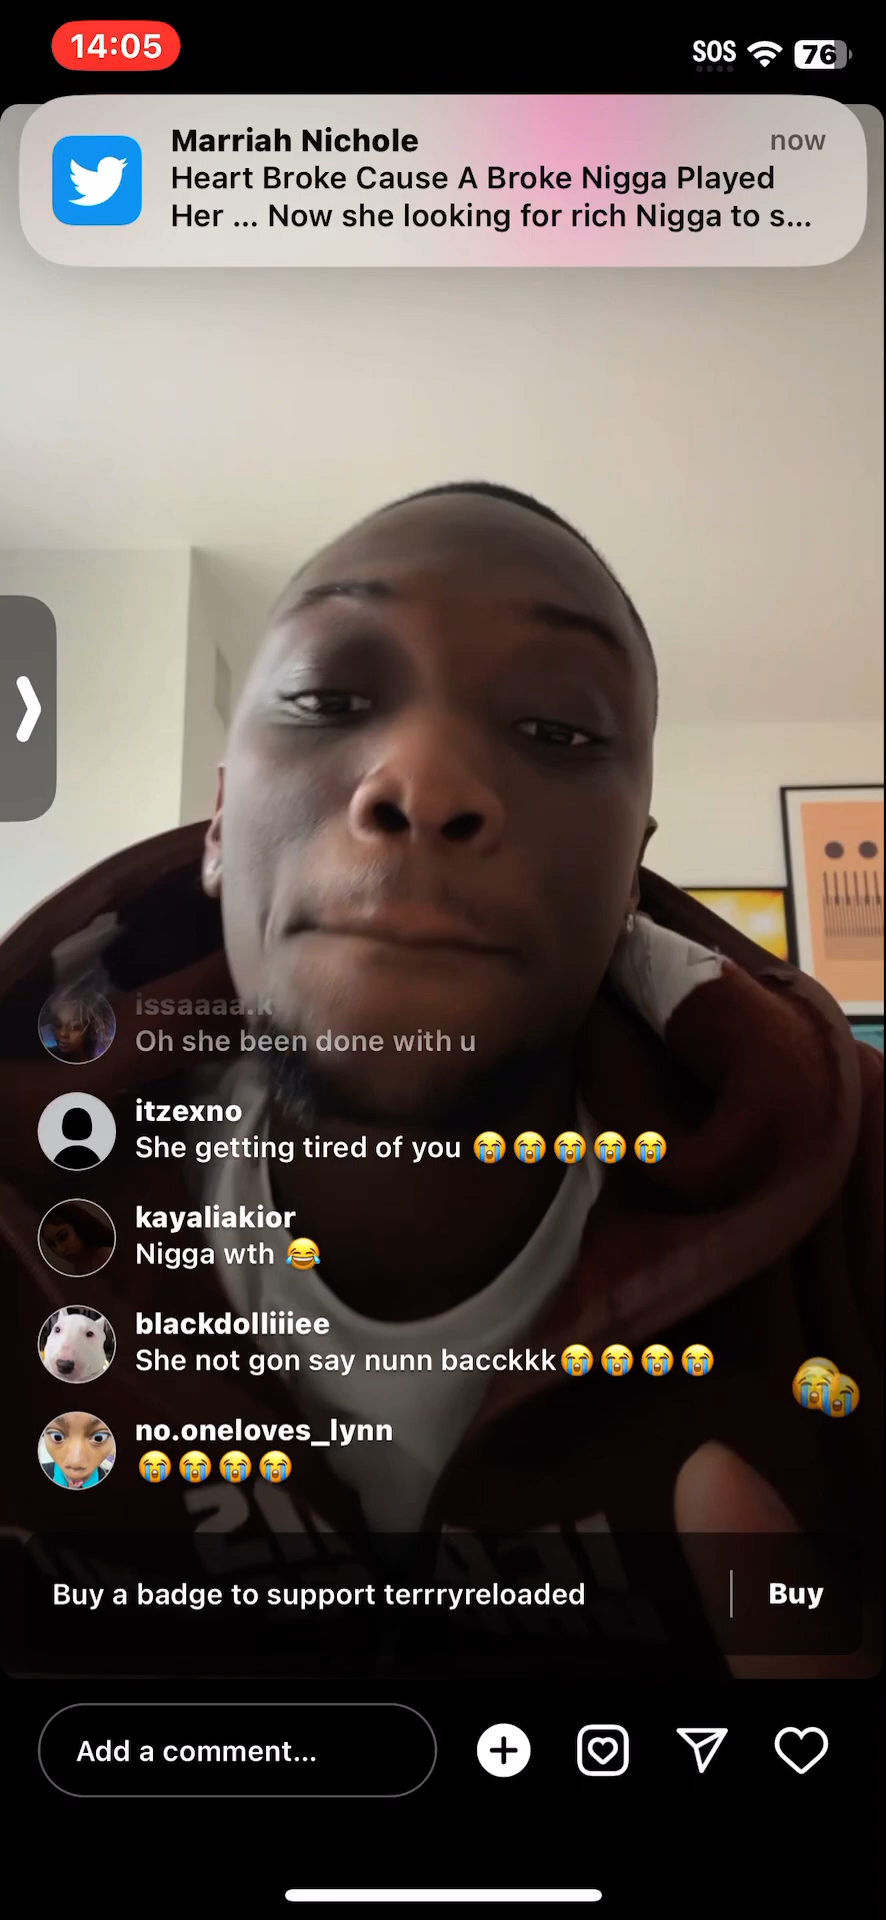 14:05
SOS
76
Marriah Nichole
now
Heart Broke Cause A Broke Nigga Played
Her ... Now she looking for rich Nigga to s...
issaaaa.k
Oh she been done with u
itzexno
She getting tired of you 😭😭😭😭😭
kayaliakior
Nigga wth 😂
blackdolliiiee
She not gon say nunn bacckkk😭😭😭😭
no.oneloves_lynn
😭😭😭😭
Buy a badge to support terrryreloaded
Buy
Add a comment...